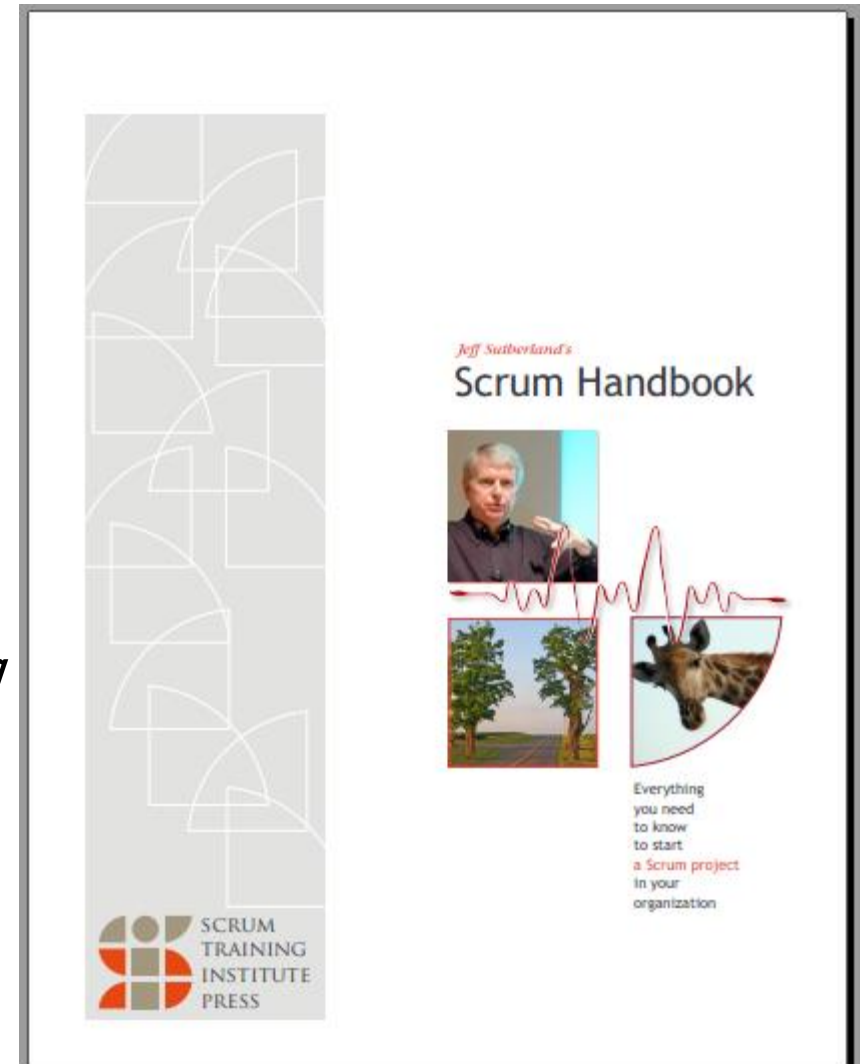 Jeff Sutherland's
Scrum Handbook
Everything
you need
to know
to start
a Scrum project
in your
organization
SCRUM
TRAINING
INSTITUTE
PRESS